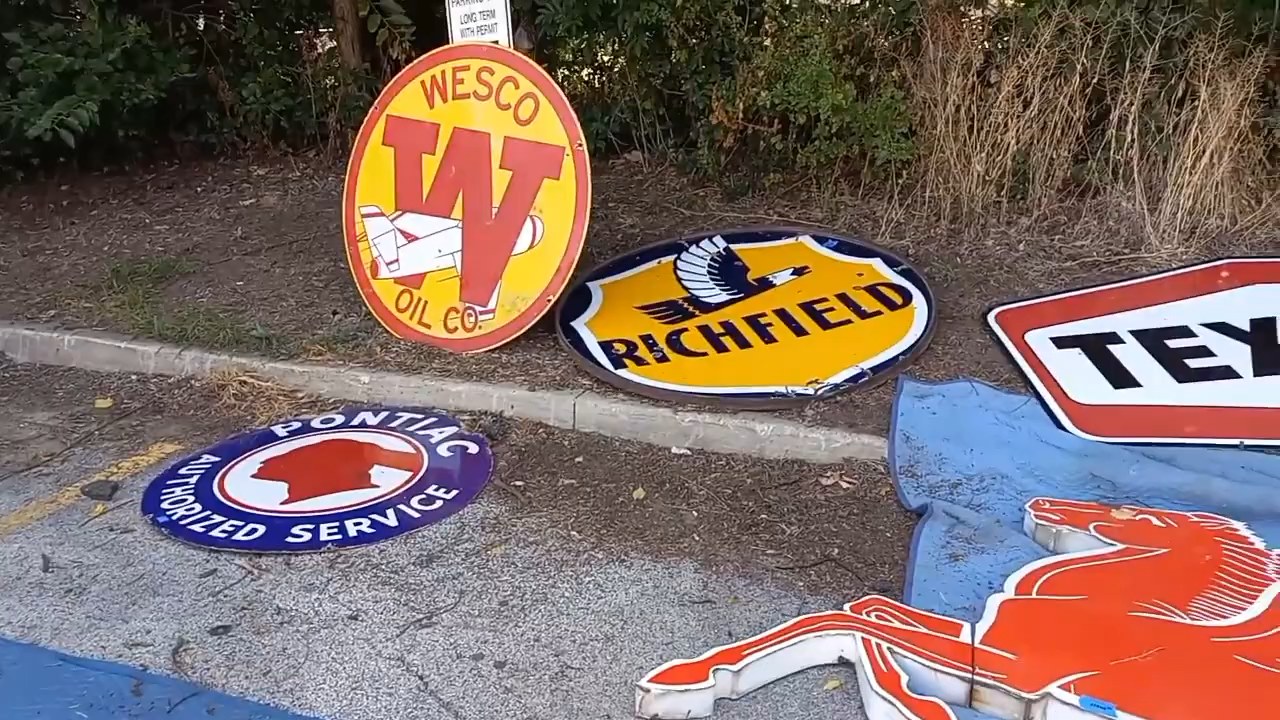 LONG TERM
WITH PERMIT
WESCO
W
OIL CO.
RICHFIELD
TEX
PONTIAC
AUTHORIZED SERVICE